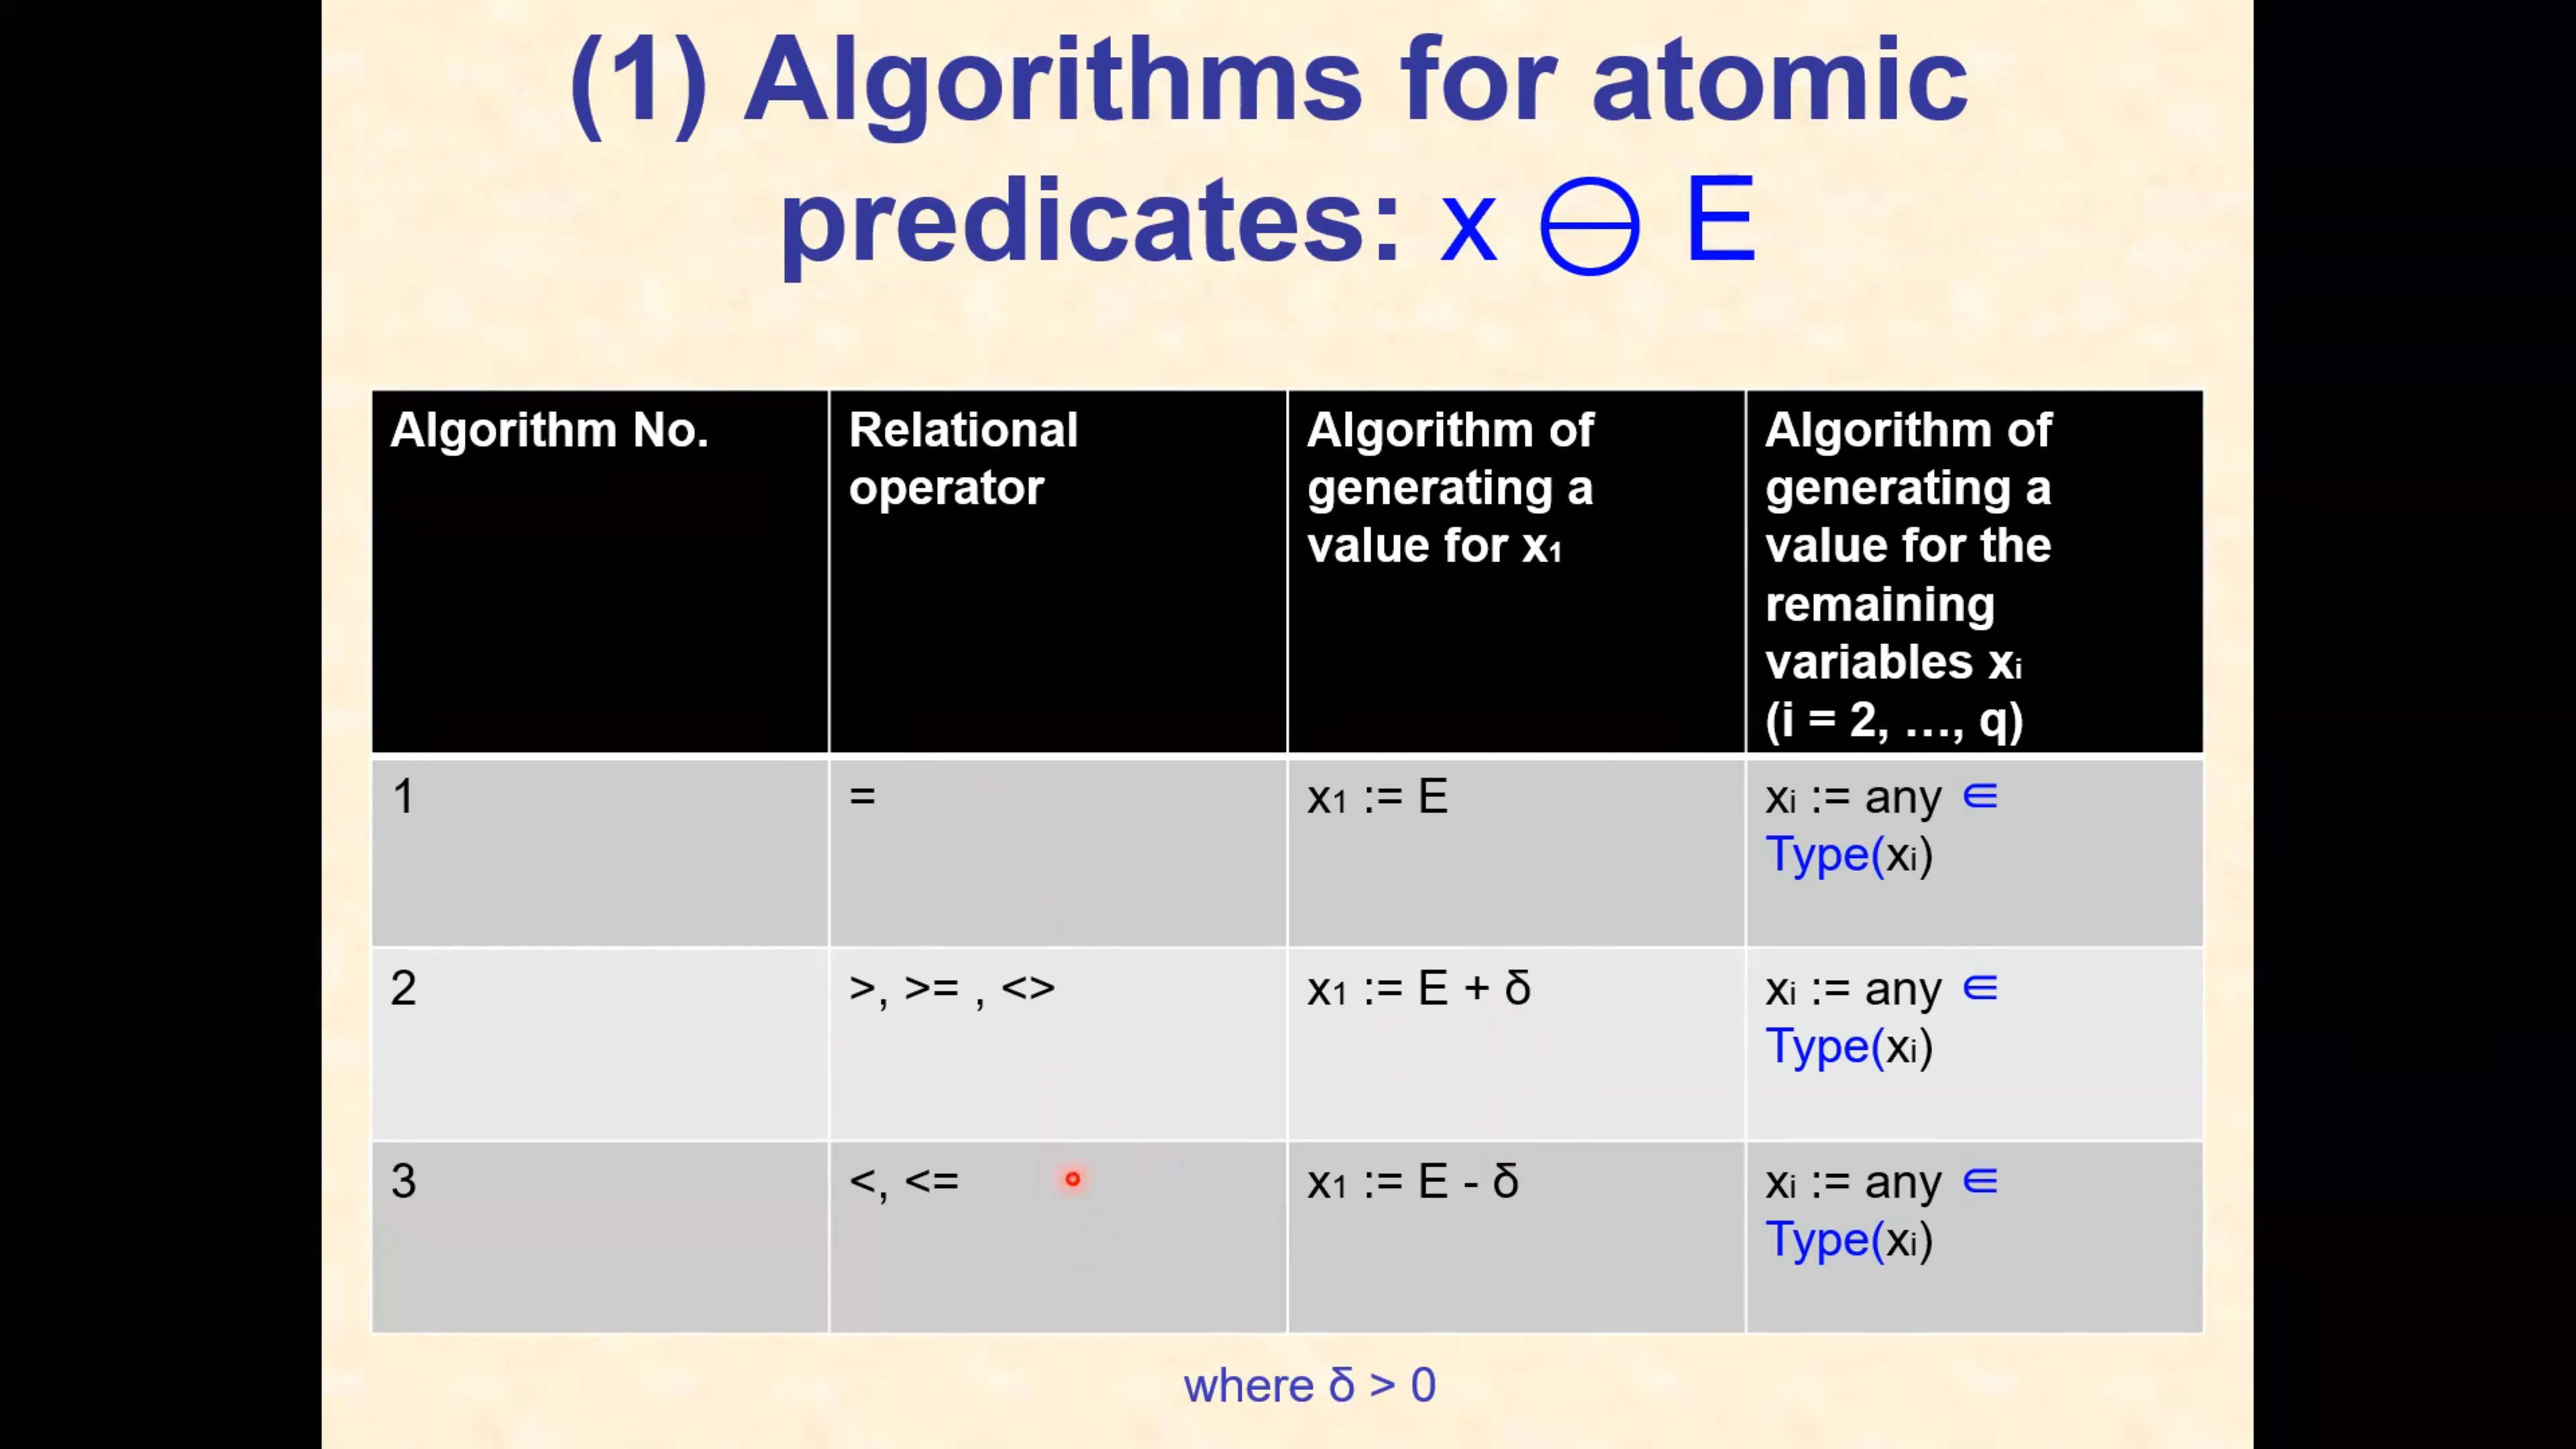 (1) Algorithms for atomic
predicates: x ⊖ E
Algorithm No.
Relational
operator
Algorithm of
generating a
value for x₁
Algorithm of
generating a
value for the
remaining
variables xᵢ
(i = 2, …, q)
1
=
x₁ := E
xᵢ := any ∈
Type(xᵢ)
2
>, >= , <>
x₁ := E + δ
xᵢ := any ∈
Type(xᵢ)
3
<, <=
x₁ := E - δ
xᵢ := any ∈
Type(xᵢ)
where δ > 0